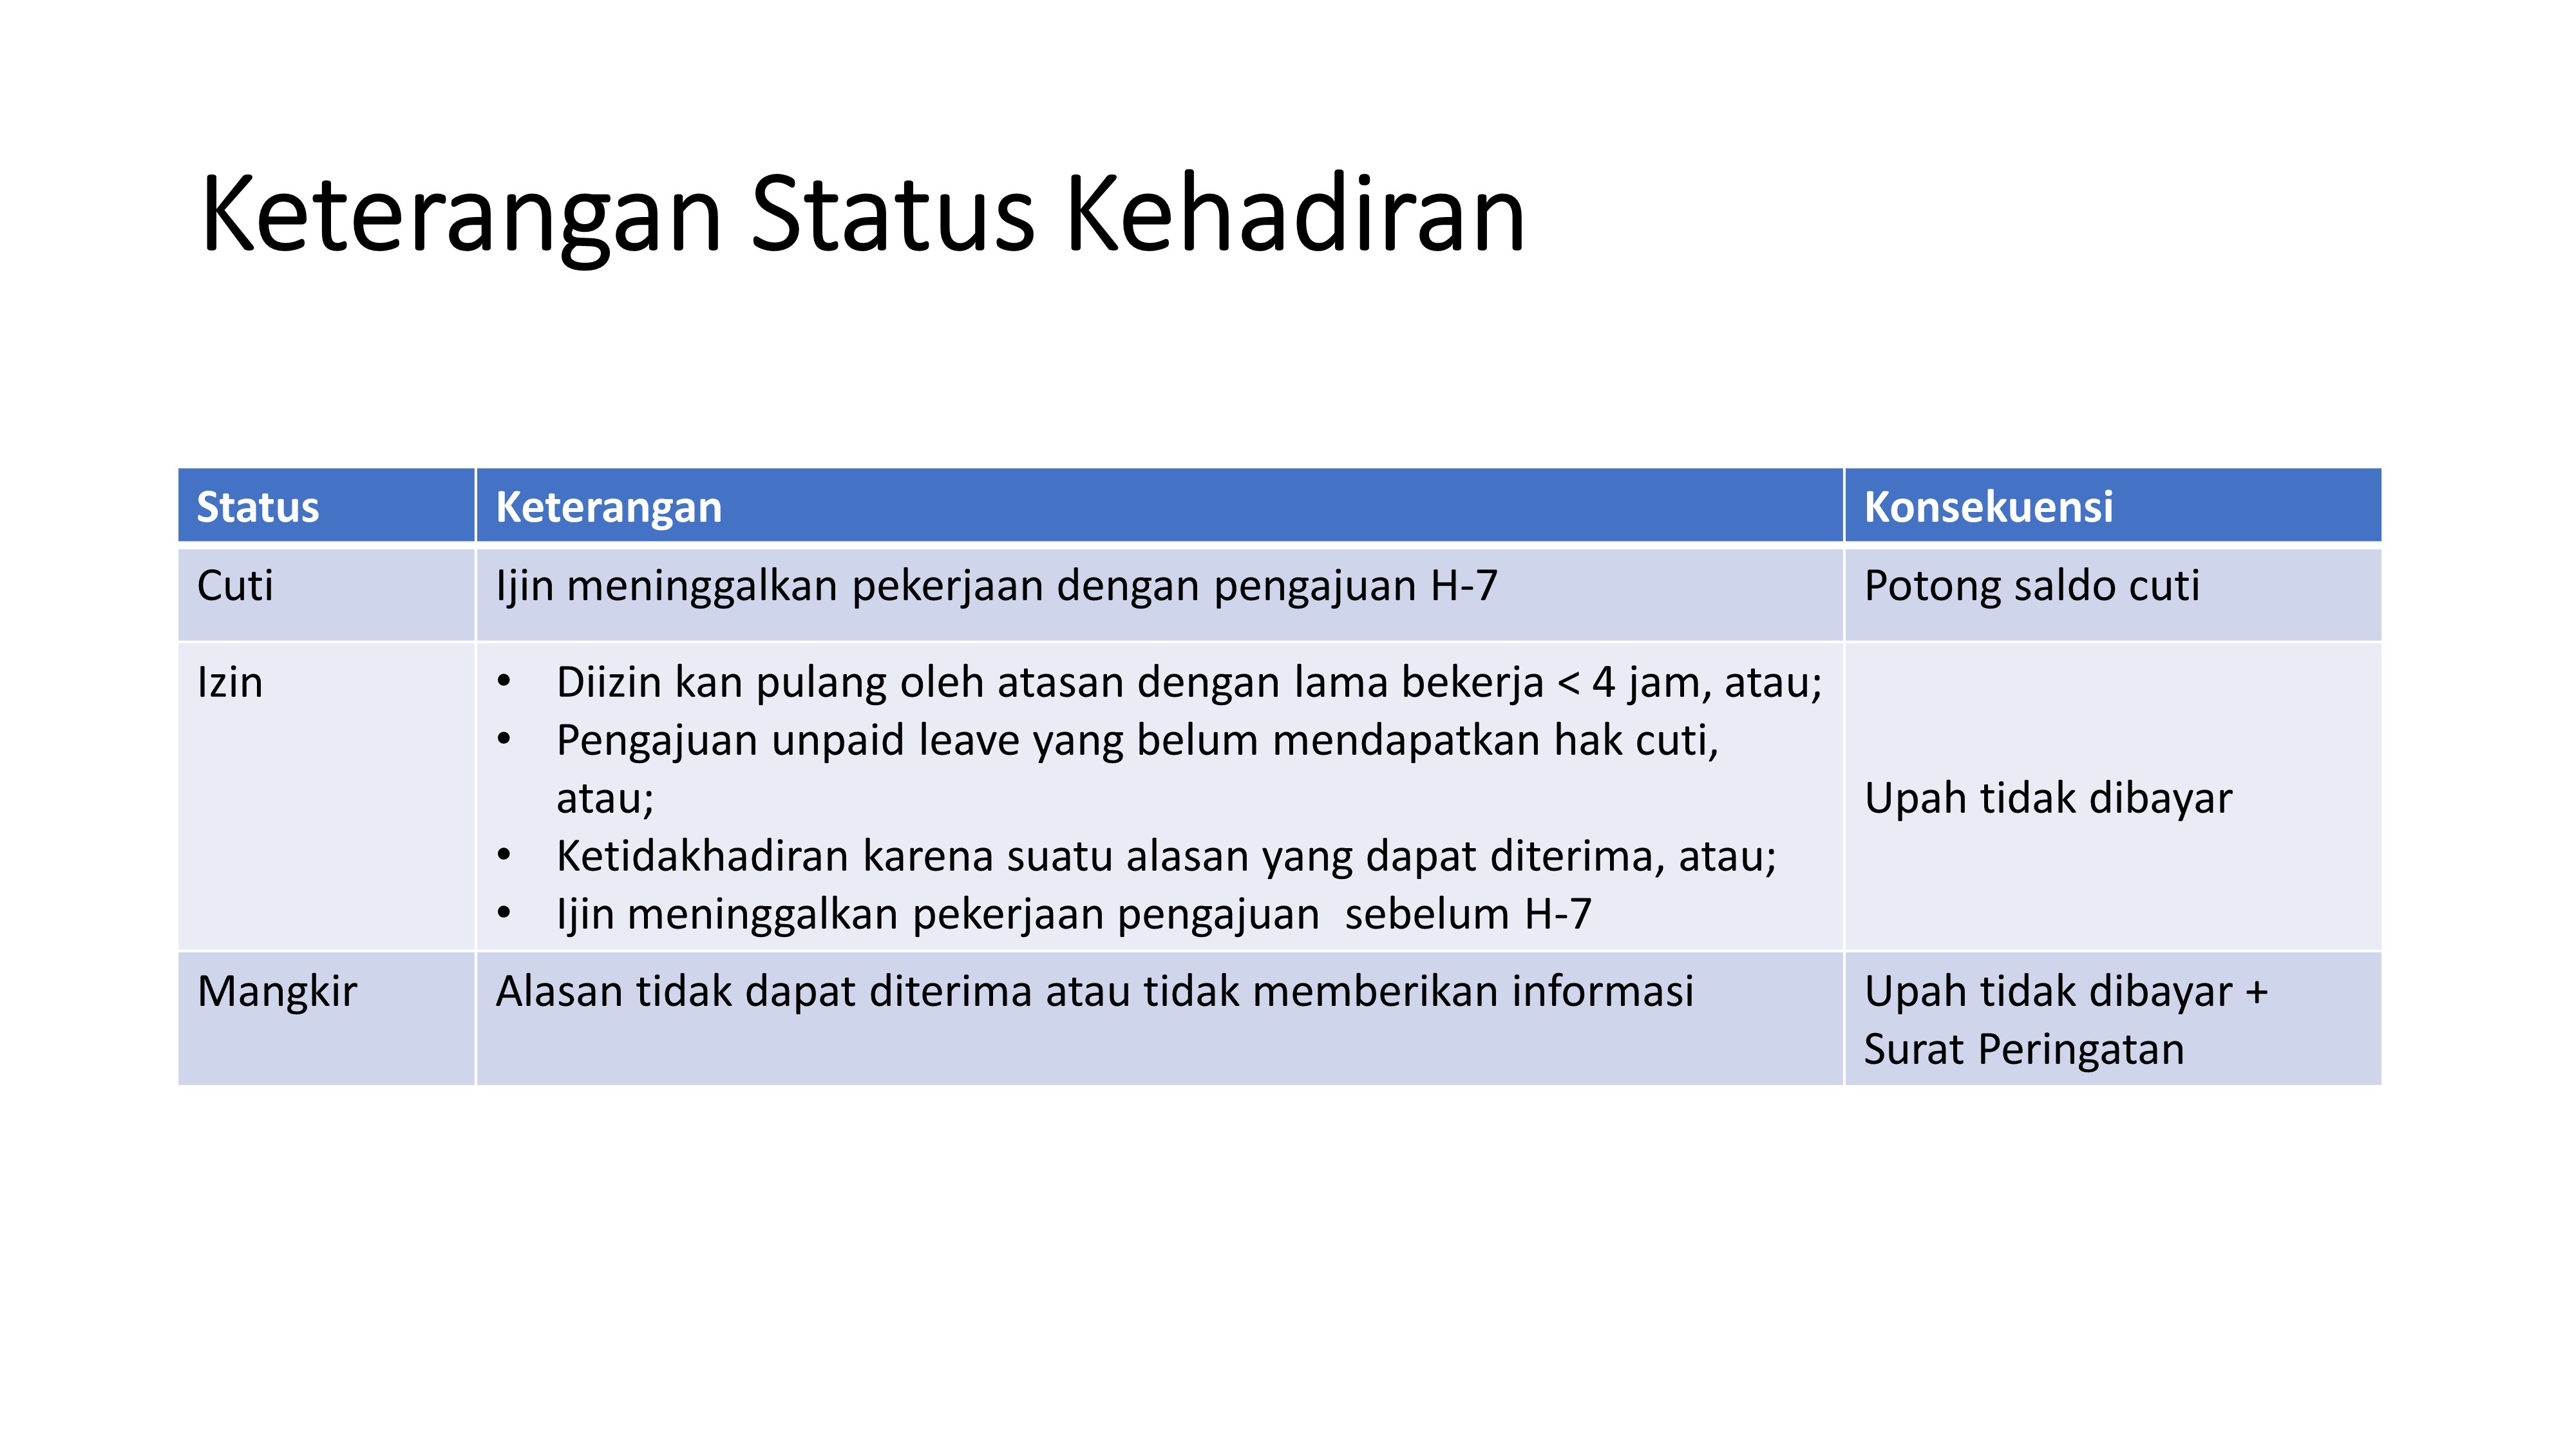 Keterangan Status Kehadiran
Status Keterangan Konsekuensi
Cuti Ijin meninggalkan pekerjaan dengan pengajuan H-7 Potong saldo cuti
Izin
• Diizin kan pulang oleh atasan dengan lama bekerja < 4 jam, atau;
• Pengajuan unpaid leave yang belum mendapatkan hak cuti,
atau;
• Ketidakhadiran karena suatu alasan yang dapat diterima, atau;
• Ijin meninggalkan pekerjaan pengajuan  sebelum H-7
Upah tidak dibayar
Mangkir Alasan tidak dapat diterima atau tidak memberikan informasi
Upah tidak dibayar +
Surat Peringatan